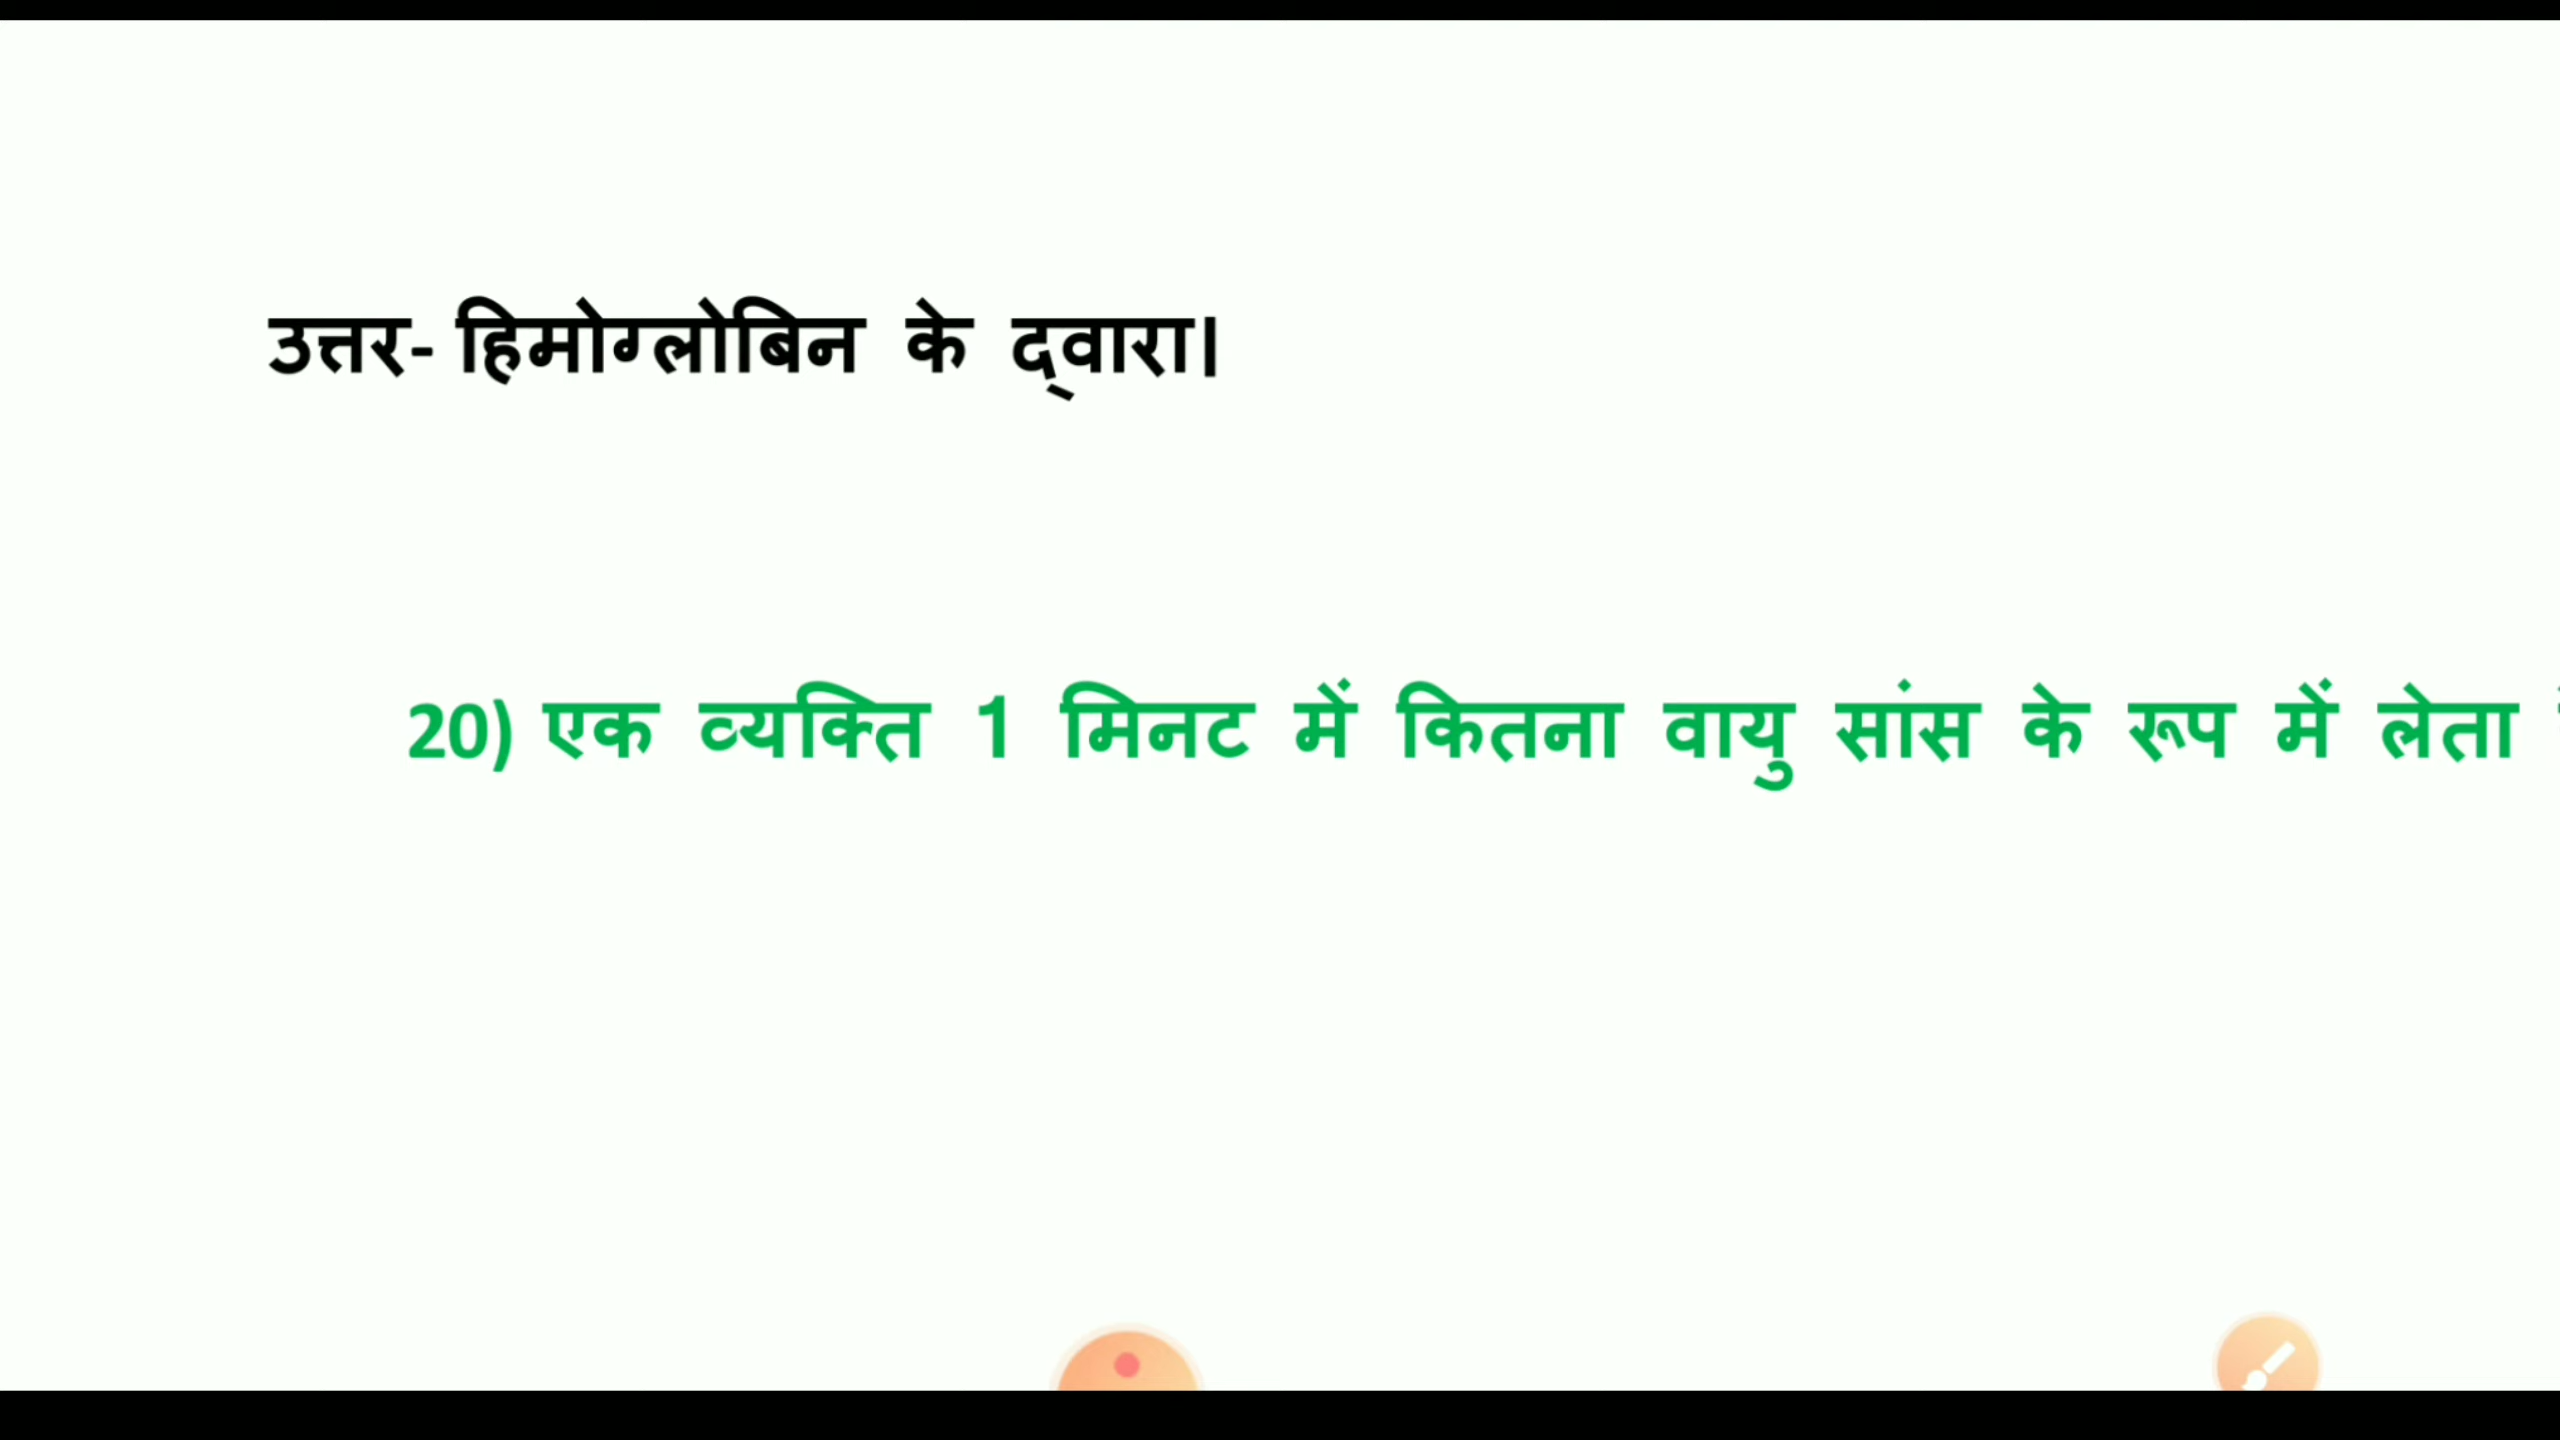 उत्तर- हिमोग्लोबिन के द्वारा।
20) एक व्यक्ति 1 मिनट में कितना वायु सांस के रूप में लेता